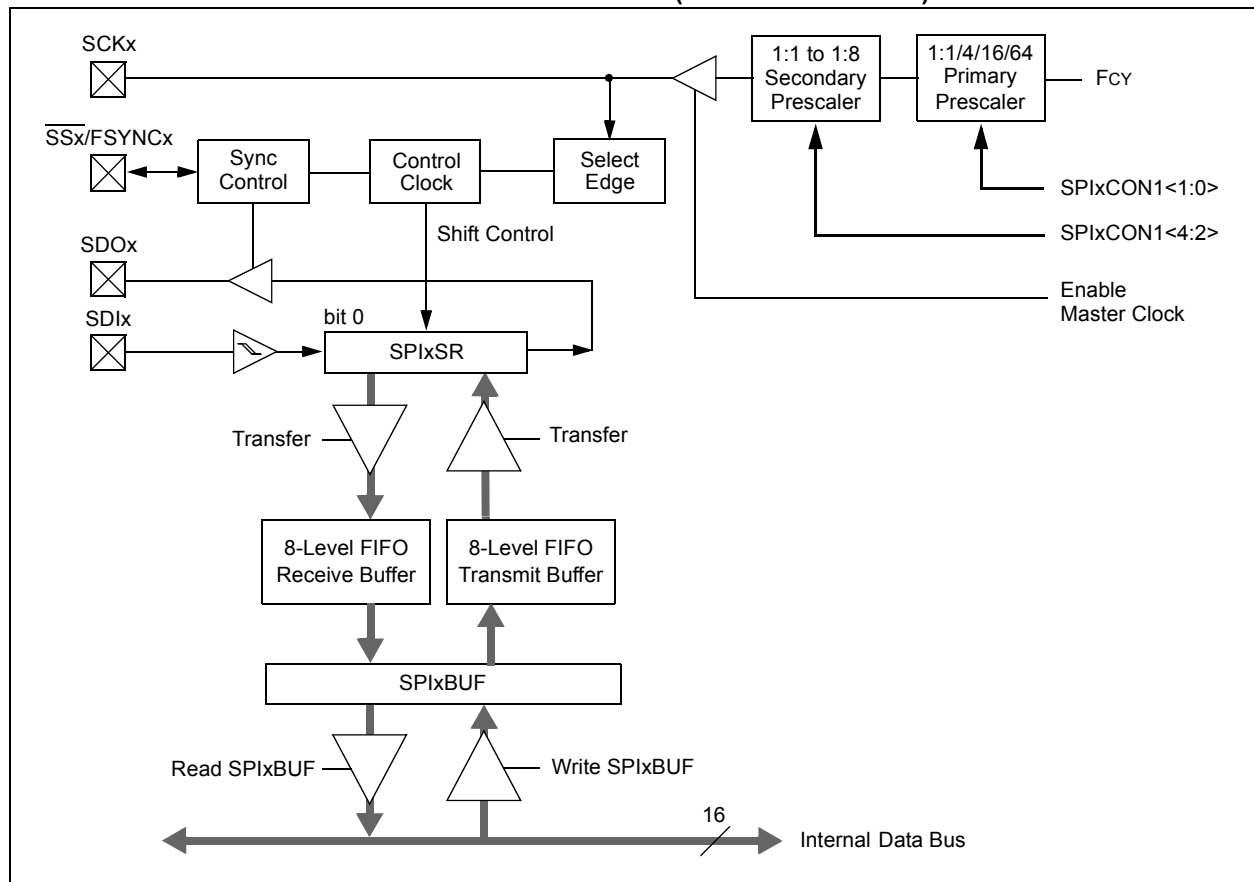 SCKx
1:1 to 1:8
Secondary
Prescaler
1:1/4/16/64
Primary
Prescaler
FCY
SSx/FSYNCx
Sync
Control
Control
Clock
Select
Edge
SPIxCON1<1:0>
SPIxCON1<4:2>
Shift Control
SDOx
Enable
Master Clock
SDIx
bit 0
SPIxSR
Transfer
Transfer
8-Level FIFO
Receive Buffer
8-Level FIFO
Transmit Buffer
SPIxBUF
Read SPIxBUF
Write SPIxBUF
16
Internal Data Bus